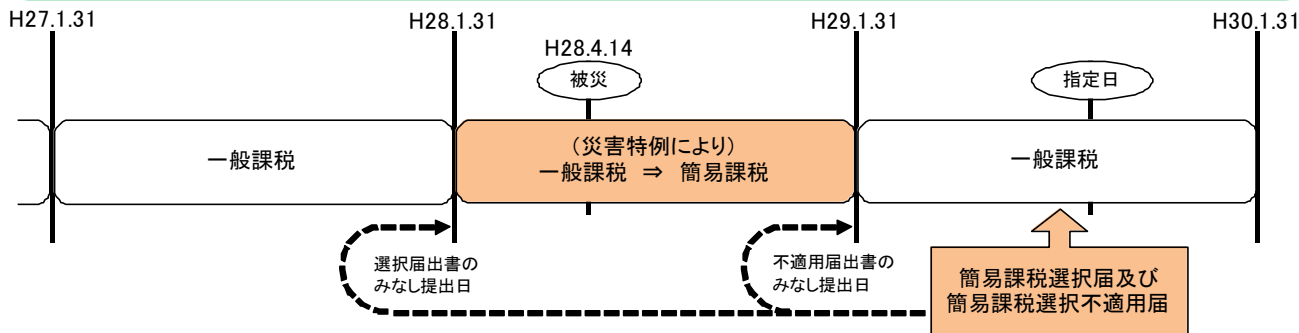 H27.1.31
H28.1.31
H29.1.31
H30.1.31
H28.4.14
被災
指定日
一般課税
(災害特例により)
一般課税 ⇒ 簡易課税
一般課税
選択届出書の
みなし提出日
不適用届出書の
みなし提出日
簡易課税選択届及び
簡易課税選択不適用届